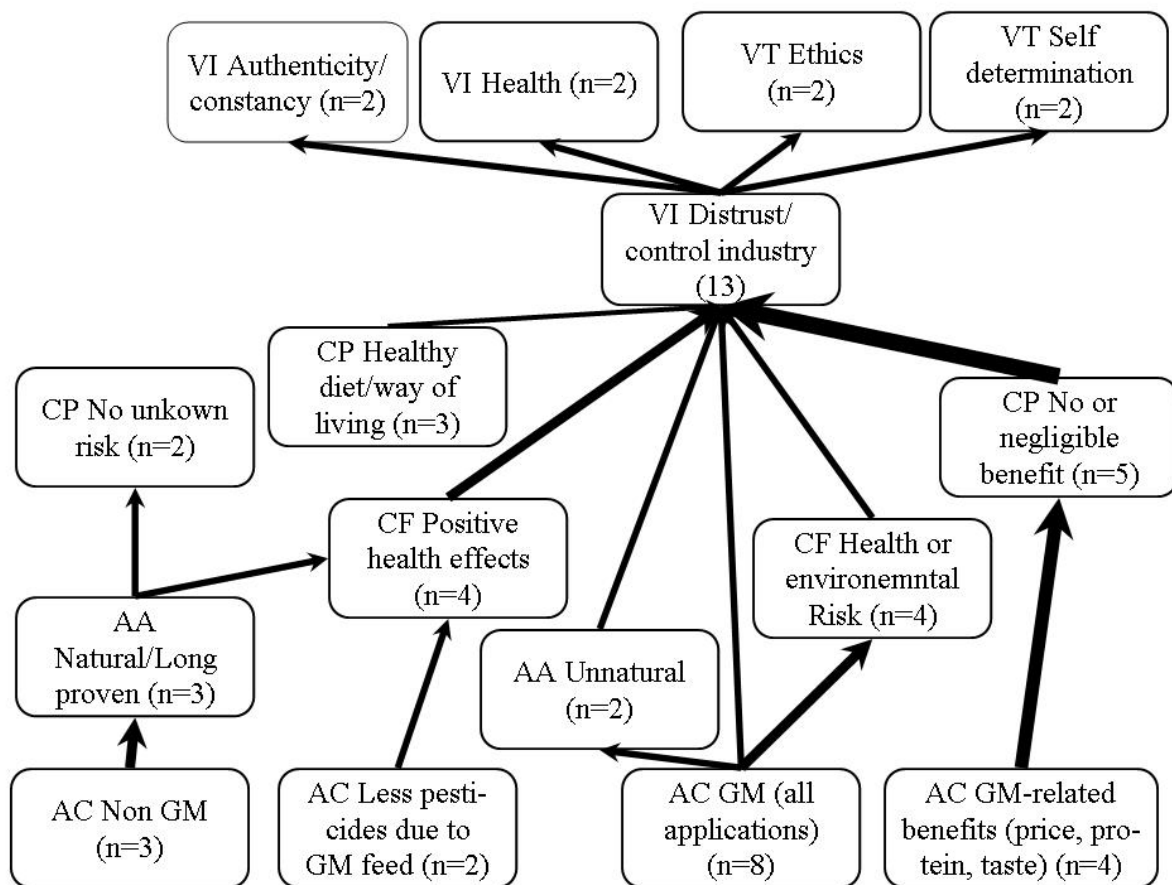 VI Authenticity/
constancy (n=2)
VI Health (n=2)
VT Ethics
(n=2)
VT Self
determination
(n=2)
VI Distrust/
control industry
(13)
CP Healthy
diet/way of
living (n=3)
CP No unkown
risk (n=2)
CP No or
negligible
benefit (n=5)
CF Positive
health effects
(n=4)
CF Health or
environemntal
Risk (n=4)
AA
Natural/Long
proven (n=3)
AA Unnatural
(n=2)
AC Non GM
(n=3)
AC Less pesti-
cides due to
GM feed (n=2)
AC GM (all
applications)
(n=8)
AC GM-related
benefits (price, pro-
tein, taste) (n=4)